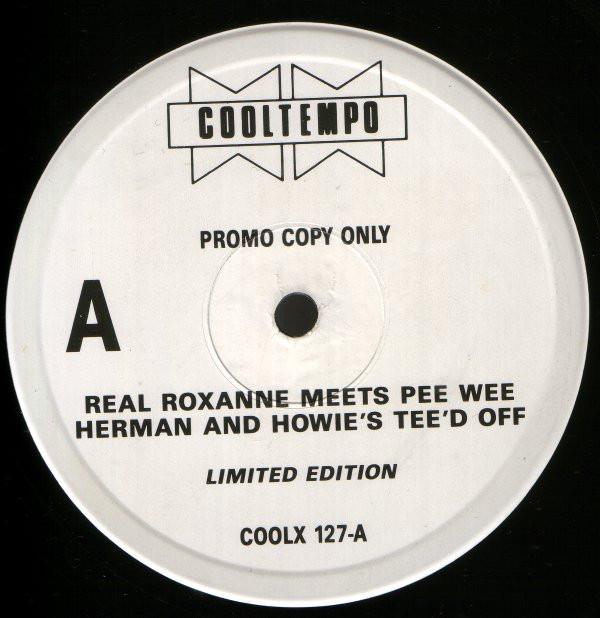 COOLTEMPO
PROMO COPY ONLY
A
REAL ROXANNE MEETS PEE WEE
HERMAN AND HOWIE'S TEE'D OFF
LIMITED EDITION
COOLX 127-A